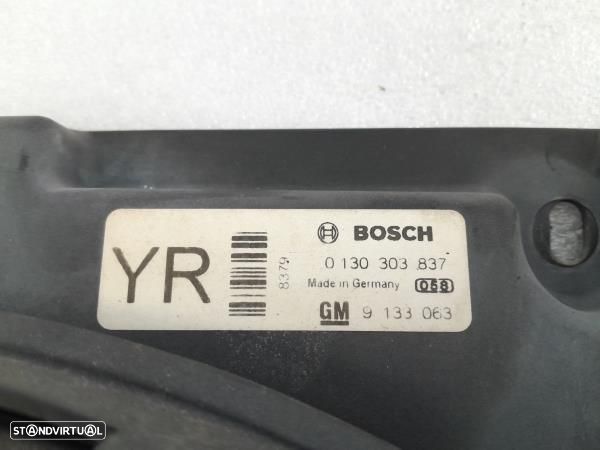 YR
8379
BOSCH
0 130 303 837
Made in Germany 058
GM 9 133 063
STANDVIRTUAL